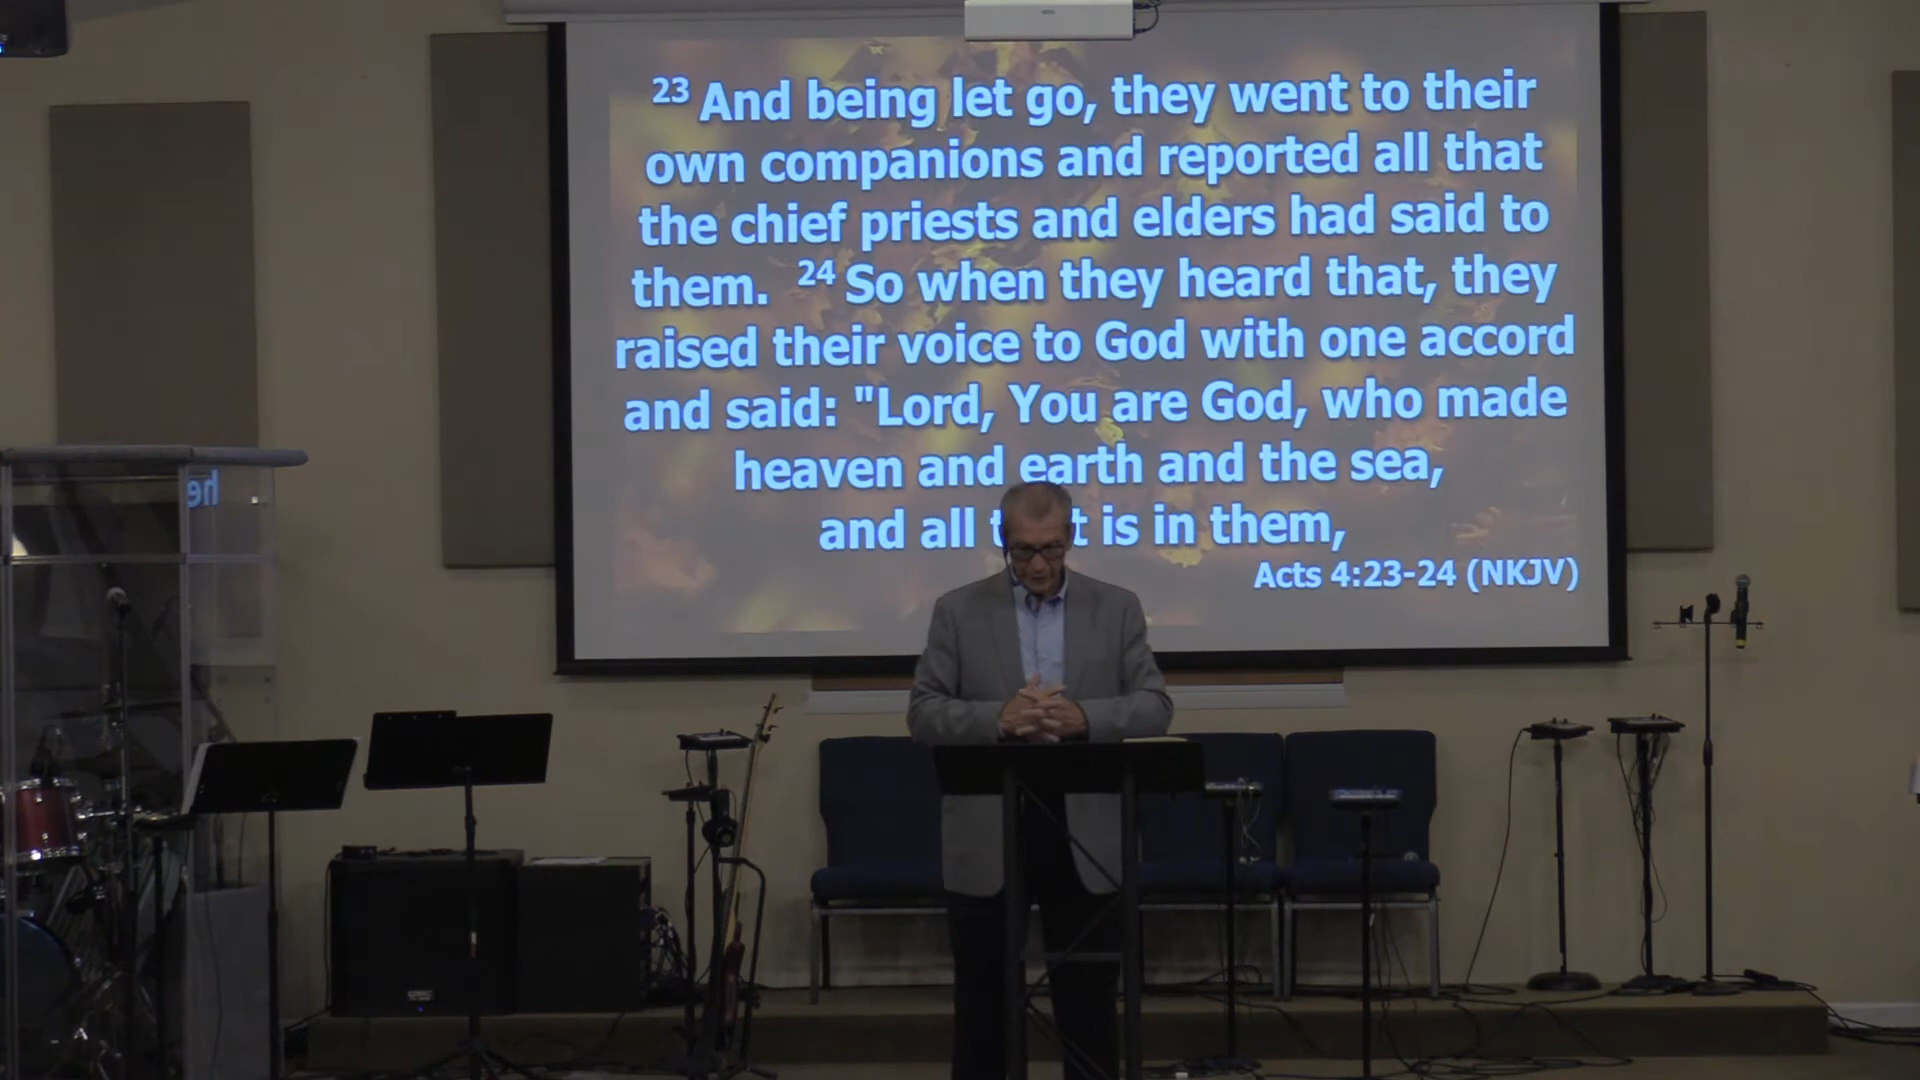 23 And being let go, they went to their
own companions and reported all that
the chief priests and elders had said to
them. 24 So when they heard that, they
raised their voice to God with one accord
and said: "Lord, You are God, who made
heaven and earth and the sea,
and all t t is in them,
Acts 4:23-24 (NKJV)
he